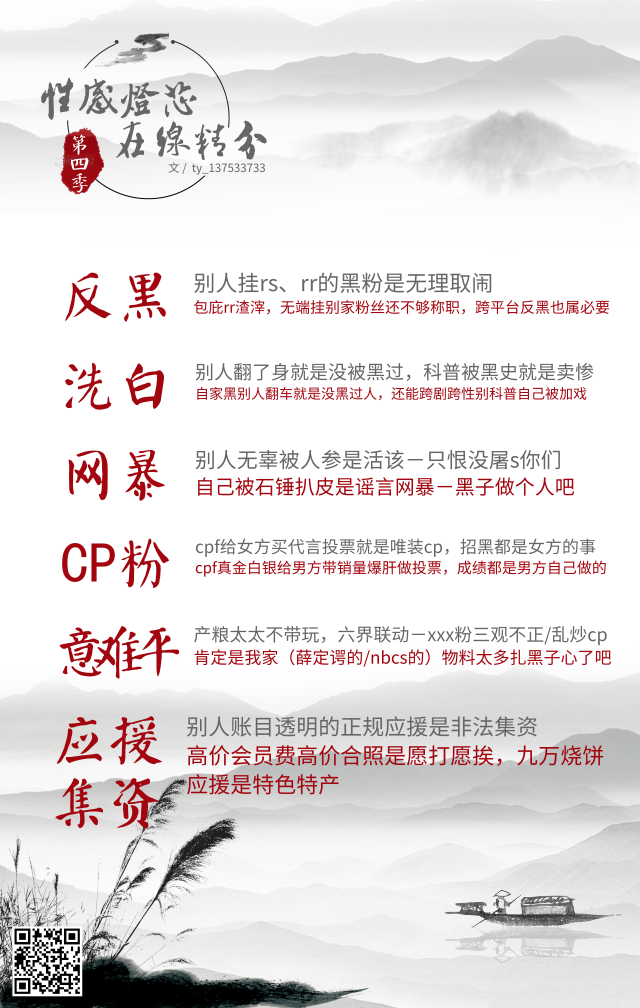 性感燈芯
在线精分
第四季
文 / ty_137533733
反黑
别人挂rs、rr的黑粉是无理取闹
包庇rr渣滓，无端挂别家粉丝还不够称职，跨平台反黑也属必要
洗白
别人翻了身就是没被黑过，科普被黑史就是卖惨
自家黑别人翻车就是没黑过人，还能跨剧跨性别科普自己被加戏
网暴
别人无辜被人参是活该－只恨没屠s你们
自己被石锤扒皮是谣言网暴－黑子做个人吧
CP粉
cpf给女方买代言投票就是唯装cp，招黑都是女方的事
cpf真金白银给男方带销量爆肝做投票，成绩都是男方自己做的
意难平
产粮太太不带玩，六界联动－xxx粉三观不正/乱炒cp
肯定是我家（薛定谔的/nbcs的）物料太多扎黑子心了吧
应援
集资
别人账目透明的正规应援是非法集资
高价会员费高价合照是愿打愿挨，九万烧饼
应援是特色特产